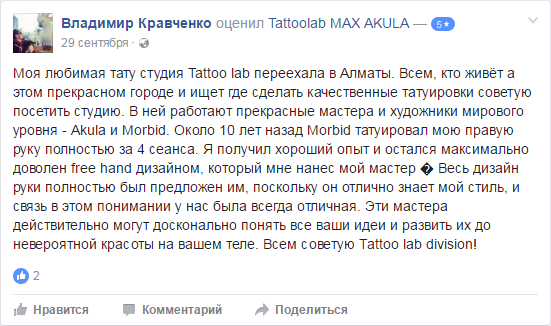 Владимир Кравченко оценил Tattoolab MAX AKULA — 5★
29 сентября ·
Моя любимая тату студия Tattoo lab переехала в Алматы. Всем, кто живёт а
этом прекрасном городе и ищет где сделать качественные татуировки советую
посетить студию. В ней работают прекрасные мастера и художники мирового
уровня - Akula и Morbid. Около 10 лет назад Morbid татуировал мою правую
руку полностью за 4 сеанса. Я получил хороший опыт и остался максимально
доволен free hand дизайном, который мне нанес мой мастер � Весь дизайн
руки полностью был предложен им, поскольку он отлично знает мой стиль, и
связь в этом понимании у нас была всегда отличная. Эти мастера
действительно могут досконально понять все ваши идеи и развить их до
невероятной красоты на вашем теле. Всем советую Tattoo lab division!
2
Нравится Комментарий Поделиться